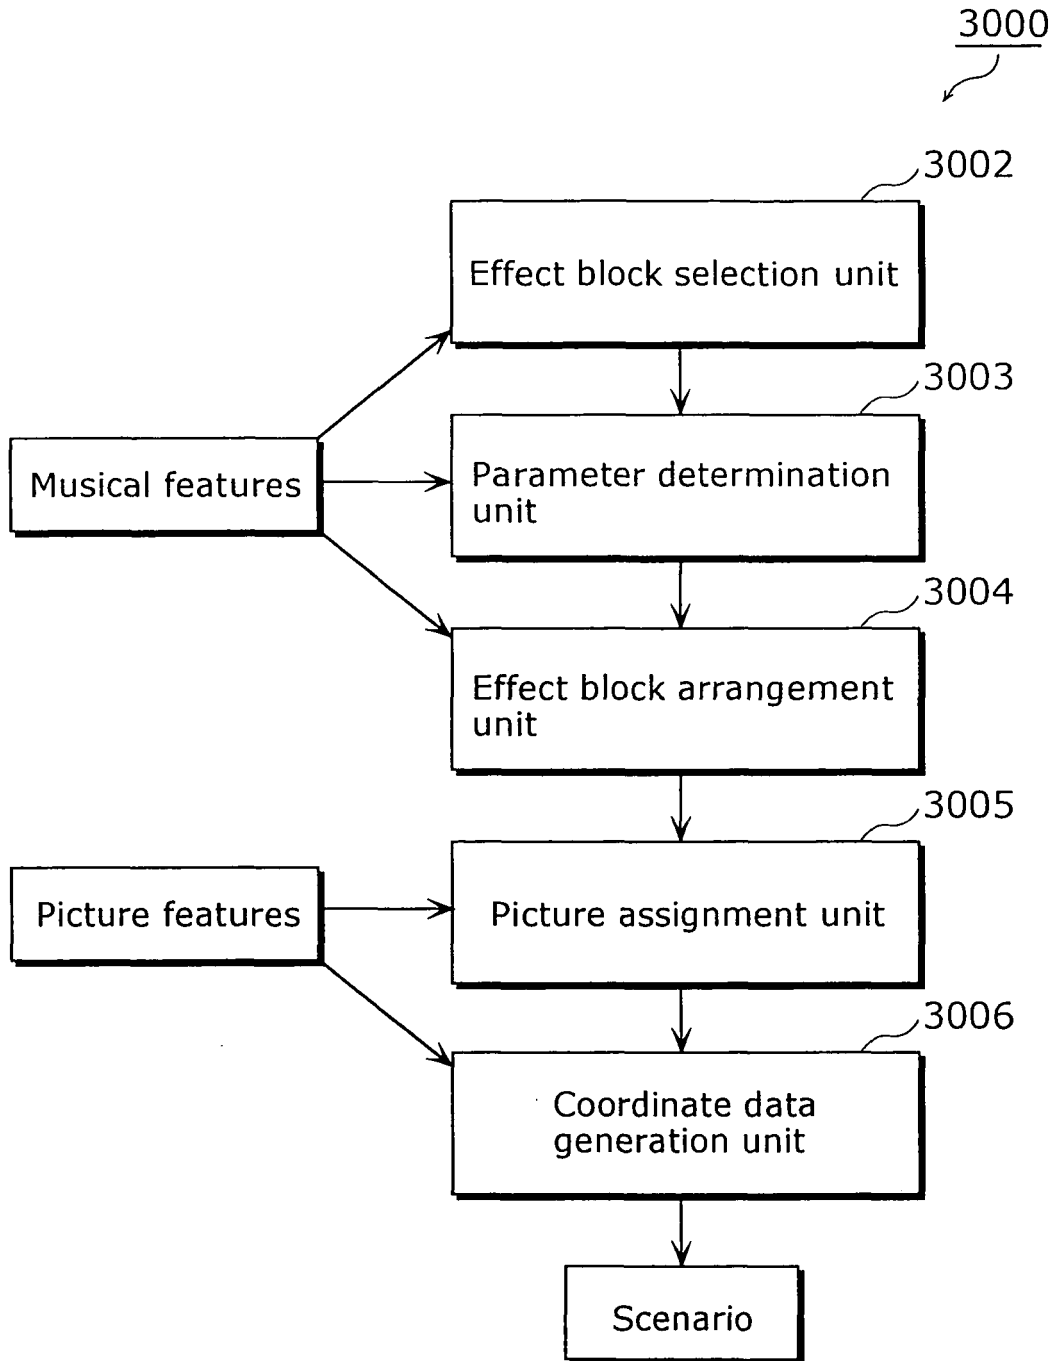 3000
3002
Effect block selection unit
3003
Musical features
Parameter determination
unit
3004
Effect block arrangement
unit
3005
Picture features
Picture assignment unit
3006
Coordinate data
generation unit
Scenario